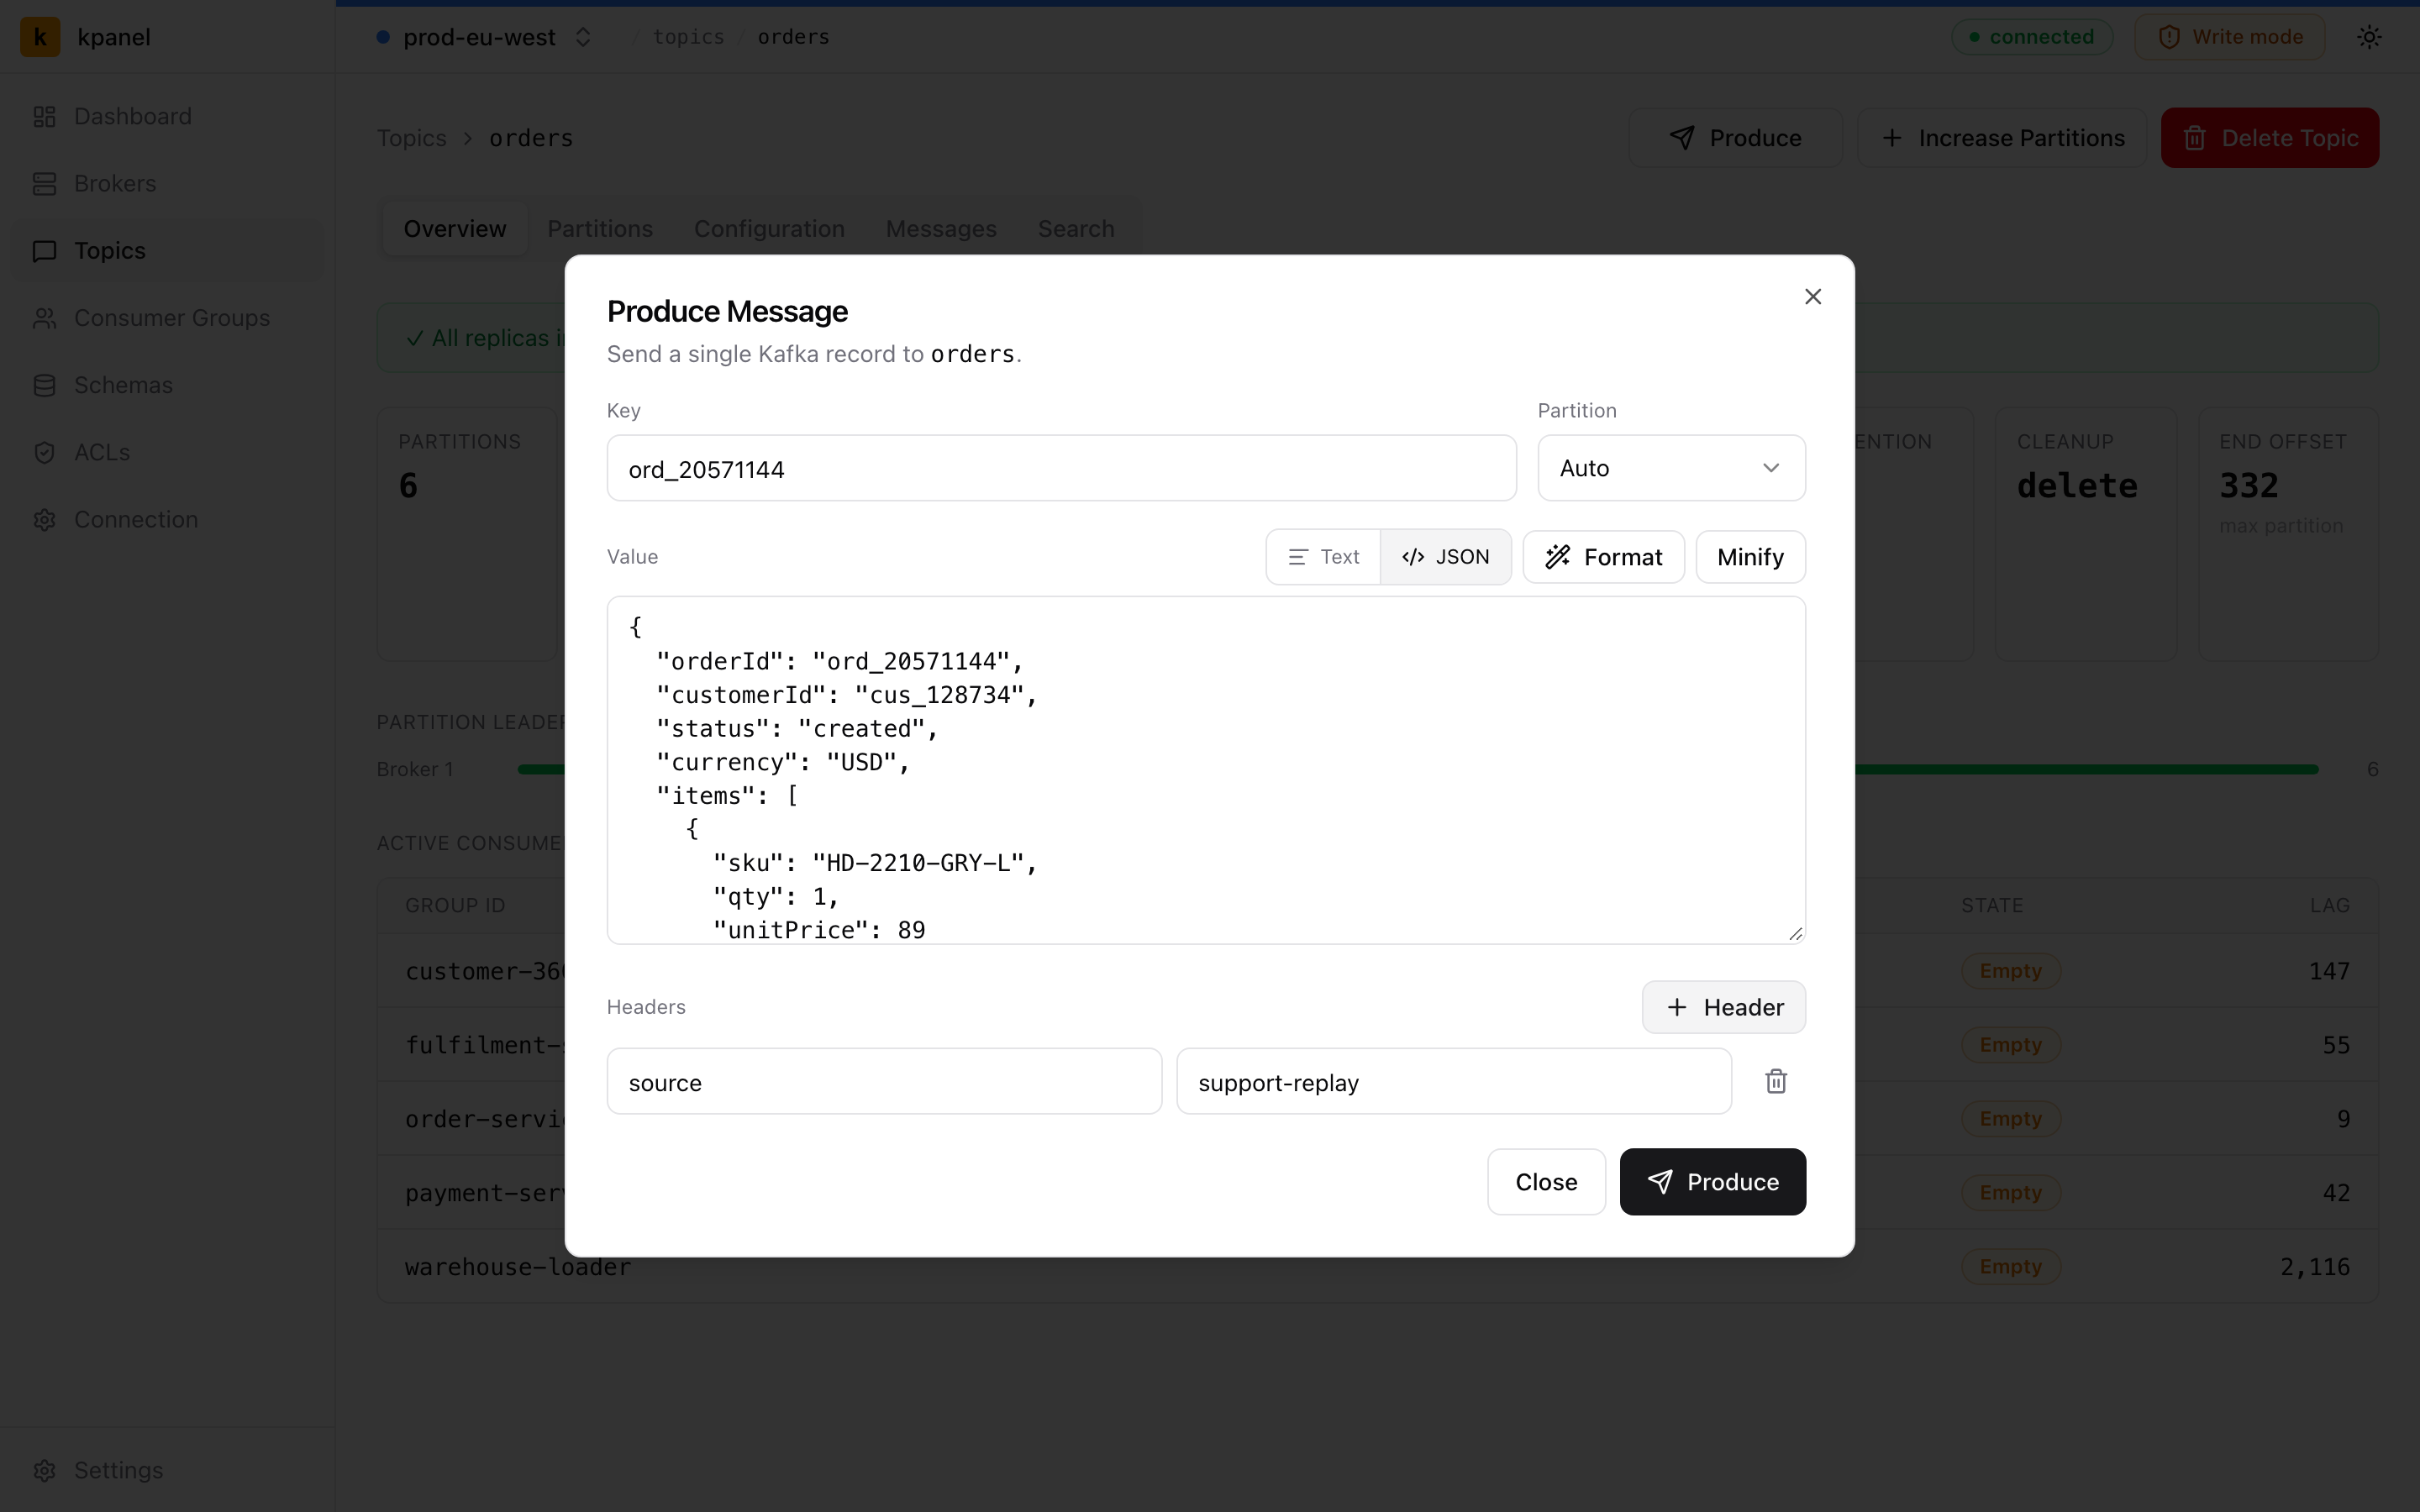 k kpanel
prod-eu-west / topics / orders
connected
Write mode
Dashboard
Brokers
Topics
Consumer Groups
Schemas
ACLs
Connection
Settings
Topics > orders
Produce
+ Increase Partitions
Delete Topic
Overview Partitions Configuration Messages Search
✓ All replicas
PARTITIONS
6
ENTION
CLEANUP
delete
END OFFSET
332
max partition
PARTITION LEADE
Broker 1
6
ACTIVE CONSUME
GROUP ID STATE LAG
customer-36 Empty 147
fulfilment- Empty 55
order-servi Empty 9
payment-ser Empty 42
warehouse-loader Empty 2,116
Produce Message
Send a single Kafka record to orders.
Key
ord_20571144
Partition
Auto
Value
Text
</> JSON
Format
Minify
{
"orderId": "ord_20571144",
"customerId": "cus_128734",
"status": "created",
"currency": "USD",
"items": [
{
"sku": "HD-2210-GRY-L",
"qty": 1,
"unitPrice": 89
Headers
+ Header
source
support-replay
Close
Produce